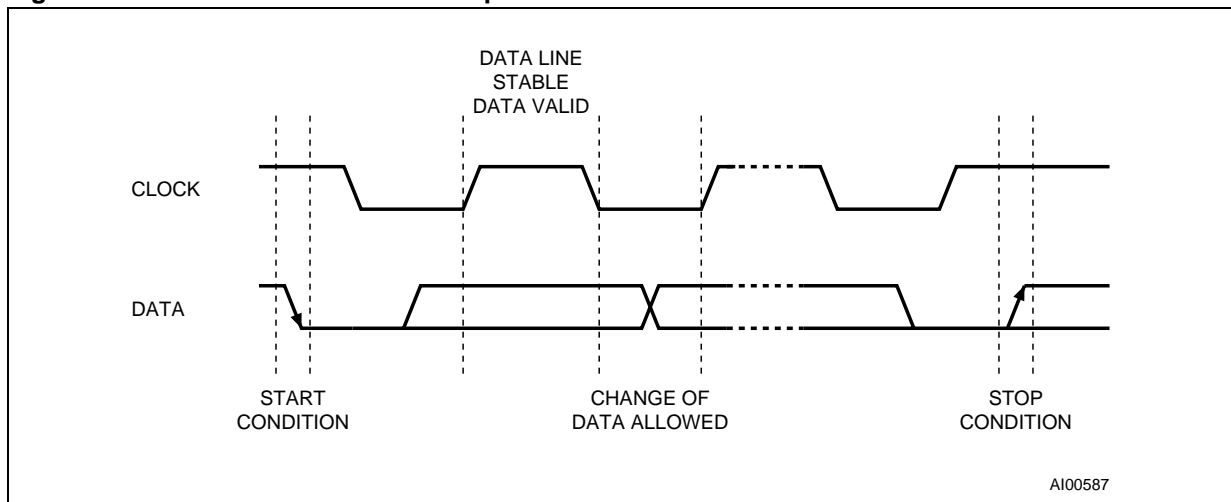 DATA LINE
STABLE
DATA VALID
CLOCK
DATA
START
CONDITION
CHANGE OF
DATA ALLOWED
STOP
CONDITION
AI00587